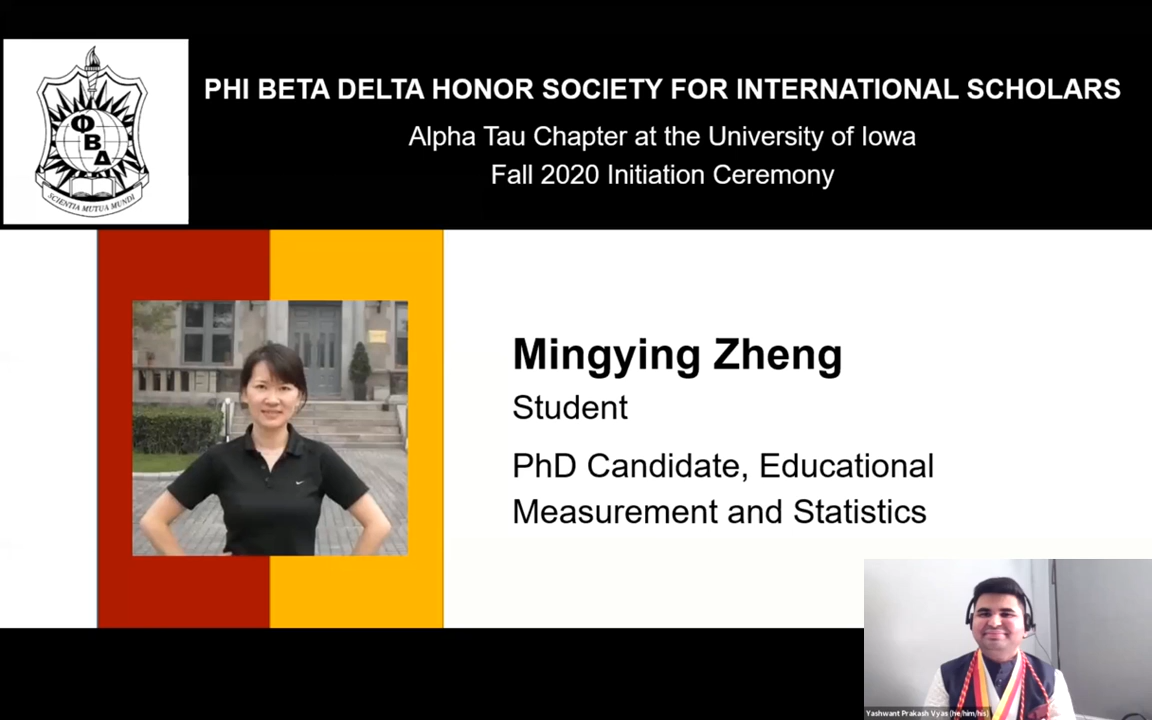 PHI BETA DELTA HONOR SOCIETY FOR INTERNATIONAL SCHOLARS
Alpha Tau Chapter at the University of Iowa
Fall 2020 Initiation Ceremony
Φ
Β
Δ
SCIENTIA MUTUA MUNDI
Mingying Zheng
Student
PhD Candidate, Educational
Measurement and Statistics
Yashwant Prakash Vyas (he/him/his)